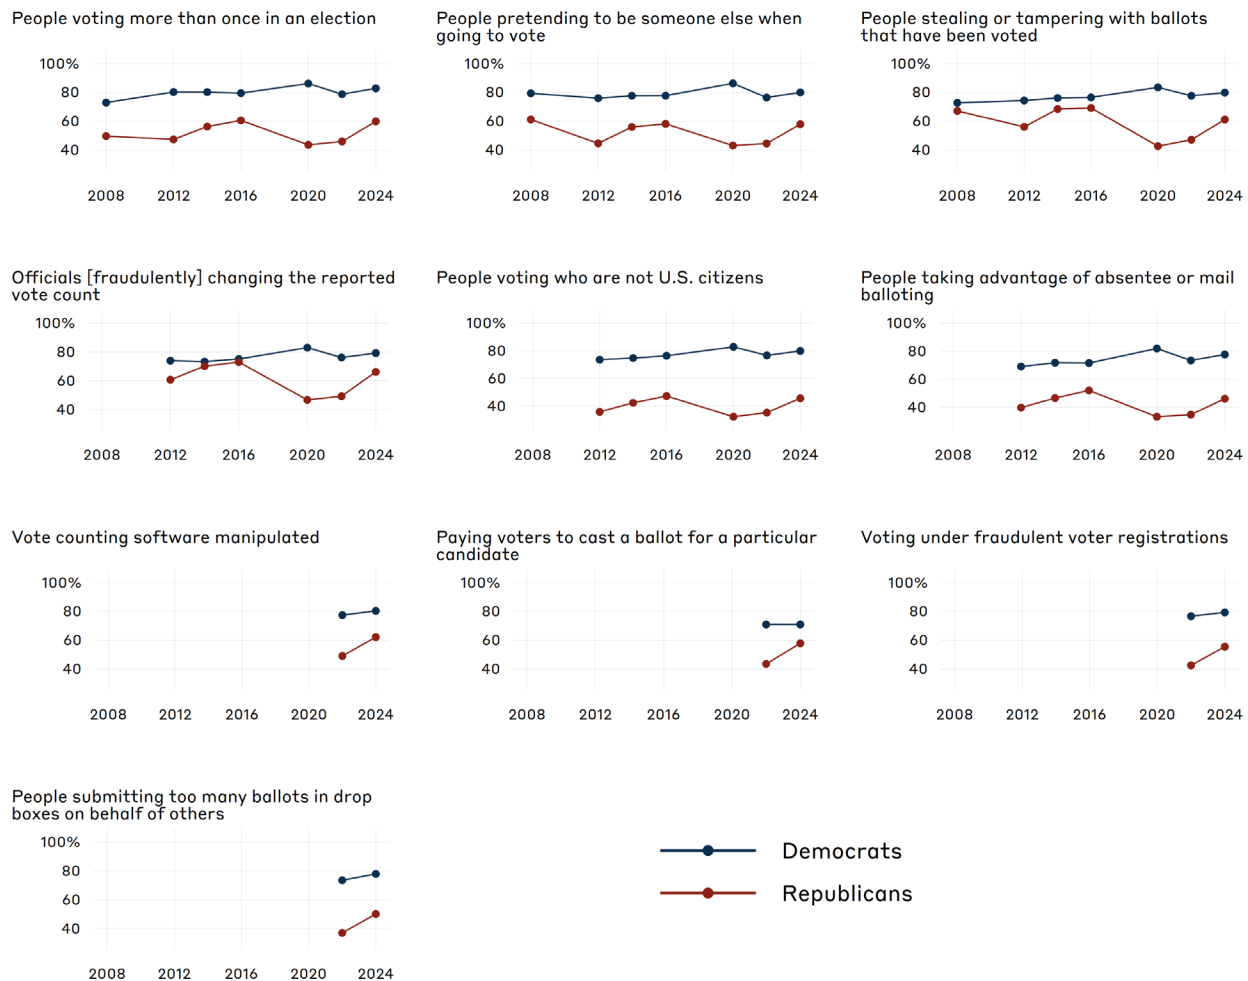 People voting more than once in an election
100%
80
60
40
2008 2012 2016 2020 2024
People pretending to be someone else when
going to vote
100%
80
60
40
2008 2012 2016 2020 2024
People stealing or tampering with ballots
that have been voted
100%
80
60
40
2008 2012 2016 2020 2024
Officials [fraudulently] changing the reported
vote count
100%
80
60
40
2008 2012 2016 2020 2024
People voting who are not U.S. citizens
100%
80
60
40
2008 2012 2016 2020 2024
People taking advantage of absentee or mail
balloting
100%
80
60
40
2008 2012 2016 2020 2024
Vote counting software manipulated
100%
80
60
40
2008 2012 2016 2020 2024
Paying voters to cast a ballot for a particular
candidate
100%
80
60
40
2008 2012 2016 2020 2024
Voting under fraudulent voter registrations
100%
80
60
40
2008 2012 2016 2020 2024
People submitting too many ballots in drop
boxes on behalf of others
100%
80
60
40
2008 2012 2016 2020 2024
Democrats
Republicans